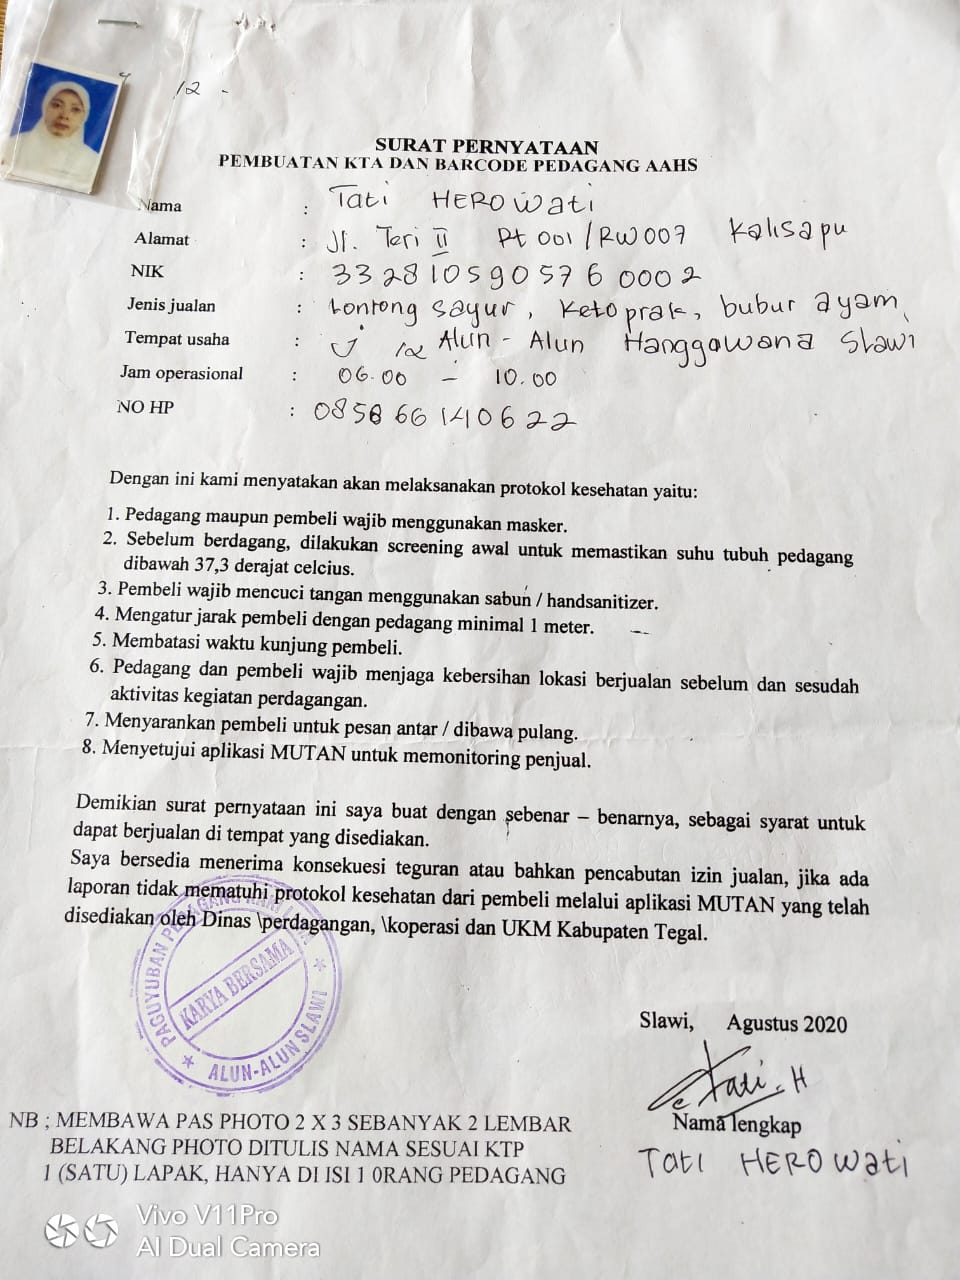 12 -
SURAT PERNYATAAN
PEMBUATAN KTA DAN BARCODE PEDAGANG AAHS
Nama : Tati HEROwati
Alamat : Jl. Teri II Rt 001/RW007 Kalisapu
NIK : 3328105905760002
Jenis jualan : Lontong sayur, Ketoprak, bubur ayam
Tempat usaha : Alun - Alun Hanggawana Slawi
Jam operasional : 06.00 - 10.00
NO HP : 085866140622
Dengan ini kami menyatakan akan melaksanakan protokol kesehatan yaitu:
1. Pedagang maupun pembeli wajib menggunakan masker.
2. Sebelum berdagang, dilakukan screening awal untuk memastikan suhu tubuh pedagang
dibawah 37,3 derajat celcius.
3. Pembeli wajib mencuci tangan menggunakan sabun / handsanitizer.
4. Mengatur jarak pembeli dengan pedagang minimal 1 meter.
5. Membatasi waktu kunjung pembeli.
6. Pedagang dan pembeli wajib menjaga kebersihan lokasi berjualan sebelum dan sesudah
aktivitas kegiatan perdagangan.
7. Menyarankan pembeli untuk pesan antar / dibawa pulang.
8. Menyetujui aplikasi MUTAN untuk memonitoring penjual.
Demikian surat pernyataan ini saya buat dengan sebenar – benarnya, sebagai syarat untuk
dapat berjualan di tempat yang disediakan.
Saya bersedia menerima konsekuesi teguran atau bahkan pencabutan izin jualan, jika ada
laporan tidak mematuhi protokol kesehatan dari pembeli melalui aplikasi MUTAN yang telah
disediakan oleh Dinas \perdagangan, \koperasi dan UKM Kabupaten Tegal.
PAGUYUBAN PEDAGANG
KARYA BERSAMA
ALUN-ALUN SLAWI
Slawi, Agustus 2020
Tati.H
Nama lengkap
Tati HEROwati
NB ; MEMBAWA PAS PHOTO 2 X 3 SEBANYAK 2 LEMBAR
BELAKANG PHOTO DITULIS NAMA SESUAI KTP
1 (SATU) LAPAK, HANYA DI ISI 1 0RANG PEDAGANG
Vivo V11Pro
AI Dual Camera